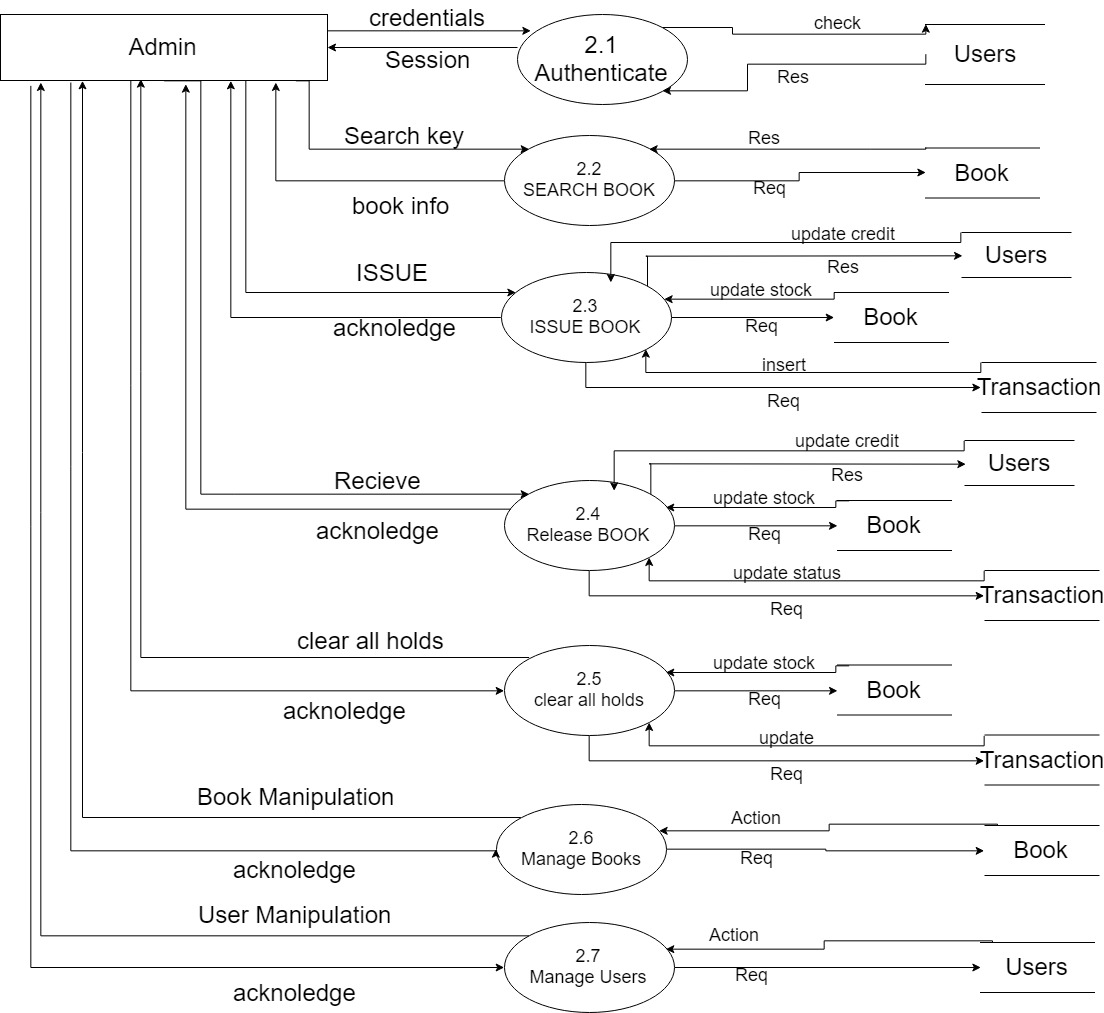 credentials
Admin
Session
2.1
Authenticate
check
Users
Res
Search key
book info
2.2
SEARCH BOOK
Res
Book
Req
ISSUE
acknoledge
2.3
ISSUE BOOK
update credit
Users
Res
update stock
Book
Req
insert
Transaction
Req
Recieve
acknoledge
2.4
Release BOOK
update credit
Users
Res
update stock
Book
Req
update status
Transaction
Req
clear all holds
acknoledge
2.5
clear all holds
update stock
Book
Req
update
Transaction
Req
Book Manipulation
acknoledge
2.6
Manage Books
Action
Book
Req
User Manipulation
acknoledge
2.7
Manage Users
Action
Users
Req